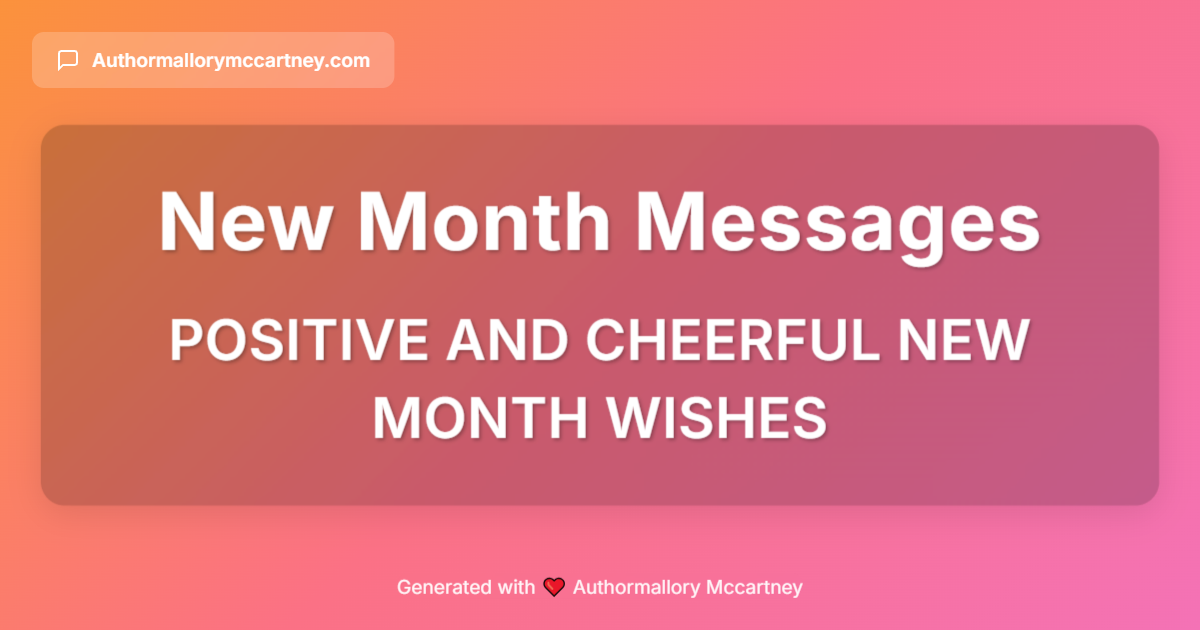 Authormallorymccartney.com
New Month Messages
POSITIVE AND CHEERFUL NEW
MONTH WISHES
Generated with ❤️ Authormallory Mccartney